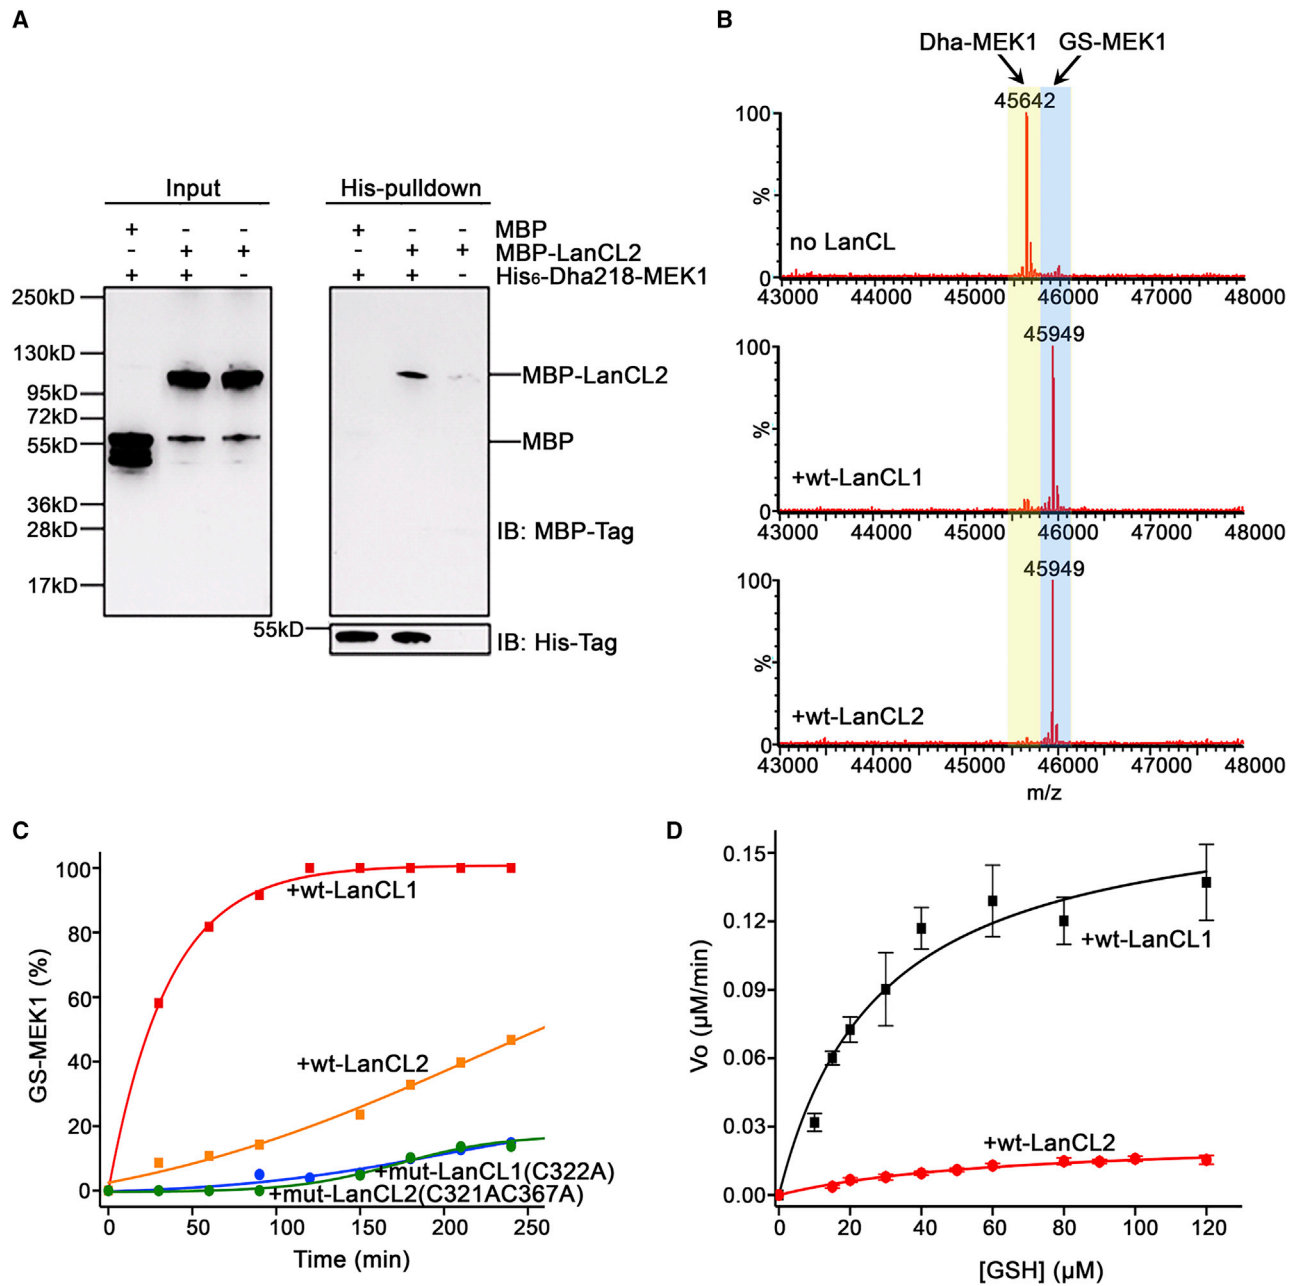 A
Input
His-pulldown
+ - - + - - MBP
- + + - + + MBP-LanCL2
+ + - + + - His₆-Dha218-MEK1
250kD
130kD
95kD
72kD
55kD
36kD
28kD
17kD
MBP-LanCL2
MBP
IB: MBP-Tag
55kD
IB: His-Tag
B
Dha-MEK1 GS-MEK1
45642
100
%
0
no LanCL
43000 44000 45000 46000 47000 48000
45949
100
%
0
+wt-LanCL1
43000 44000 45000 46000 47000 48000
45949
100
%
0
+wt-LanCL2
43000 44000 45000 46000 47000 48000
m/z
C
GS-MEK1 (%)
100
80
60
40
20
0
+wt-LanCL1
+wt-LanCL2
+mut-LanCL1(C322A)
+mut-LanCL2(C321AC367A)
0 50 100 150 200 250
Time (min)
D
Vo (µM/min)
0.15
0.12
0.09
0.06
0.03
0.00
+wt-LanCL1
+wt-LanCL2
0 20 40 60 80 100 120
[GSH] (µM)